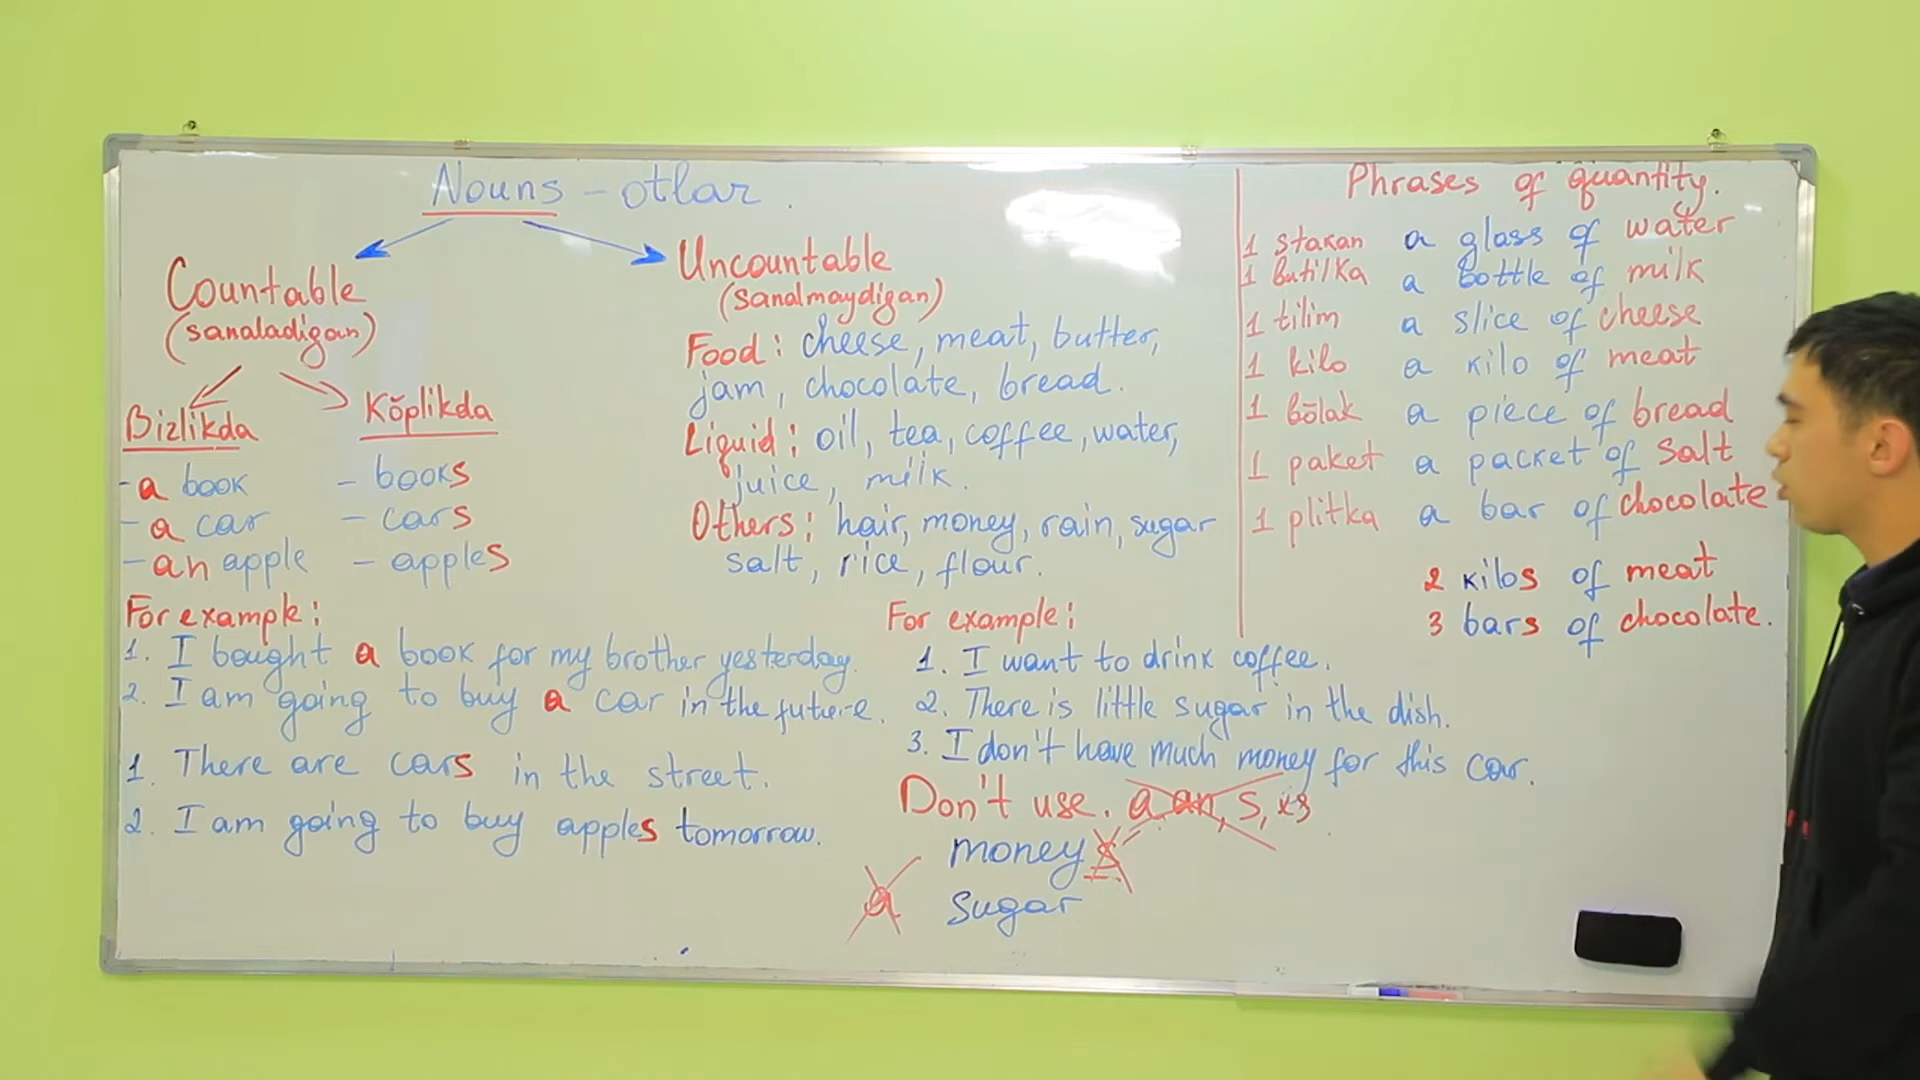 Nouns - otlar.
Countable
(sanaladigan)
Bizlikda
- a book
- a car
- an apple
Kŏplikda
- books
- cars
- apples
For example:
1. I bought a book for my brother yesterday.
2. I am going to buy a car in the future.
1. There are cars in the street.
2. I am going to buy apples tomorrow.
Uncountable
(sanalmaydigan)
Food: cheese, meat, butter,
jam, chocolate, bread.
Liquid: oil, tea, coffee, water,
juice, milk.
Others: hair, money, rain, sugar
salt, rice, flour.
For example:
1. I want to drink coffee.
2. There is little sugar in the dish.
3. I don't have much money for this car.
Don't use. a an, s, es
moneys
a sugar
Phrases of quantity.
1 stakan a glass of water
1 butilka a bottle of milk
1 tilim a slice of cheese
1 kilo a kilo of meat
1 bōlak a piece of bread
1 paket a packet of salt
1 plitka a bar of chocolate
2 kilos of meat
3 bars of chocolate.